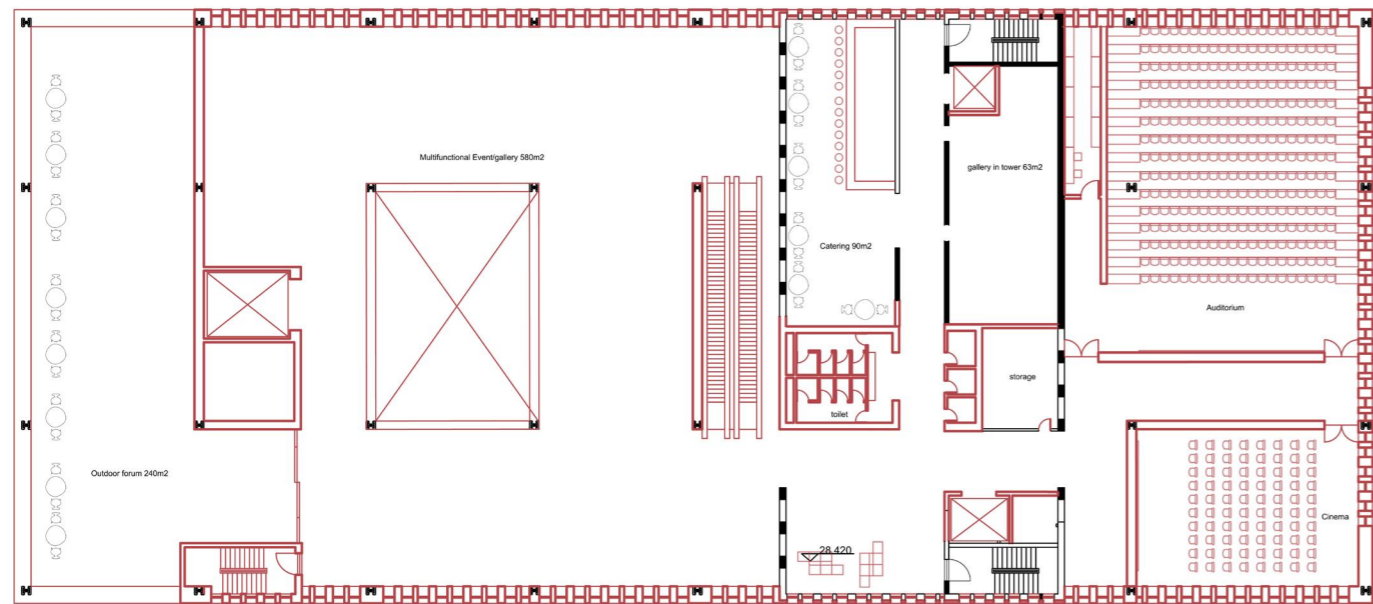 Multifunctional Event/gallery 580m2
gallery in tower 63m2
Catering 90m2
Auditorium
storage
toilet
Outdoor forum 240m2
Cinema
28.420